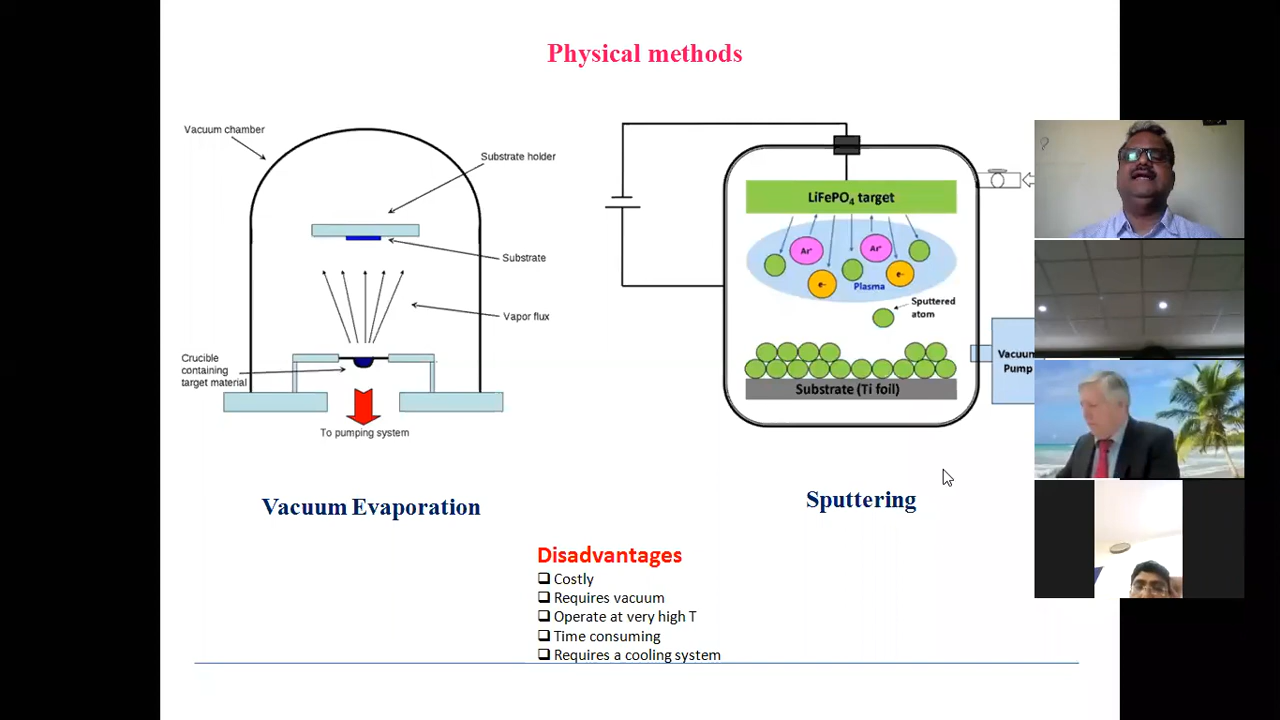 Physical methods
Vacuum chamber
Substrate holder
Substrate
Vapor flux
Crucible
containing
target material
To pumping system
Vacuum Evaporation
LiFePO₄ target
Ar⁺
Ar⁺
e-
e-
Plasma
Sputtered
atom
Substrate (Ti foil)
Vacuum
Pump
Sputtering
Disadvantages
❑ Costly
❑ Requires vacuum
❑ Operate at very high T
❑ Time consuming
❑ Requires a cooling system